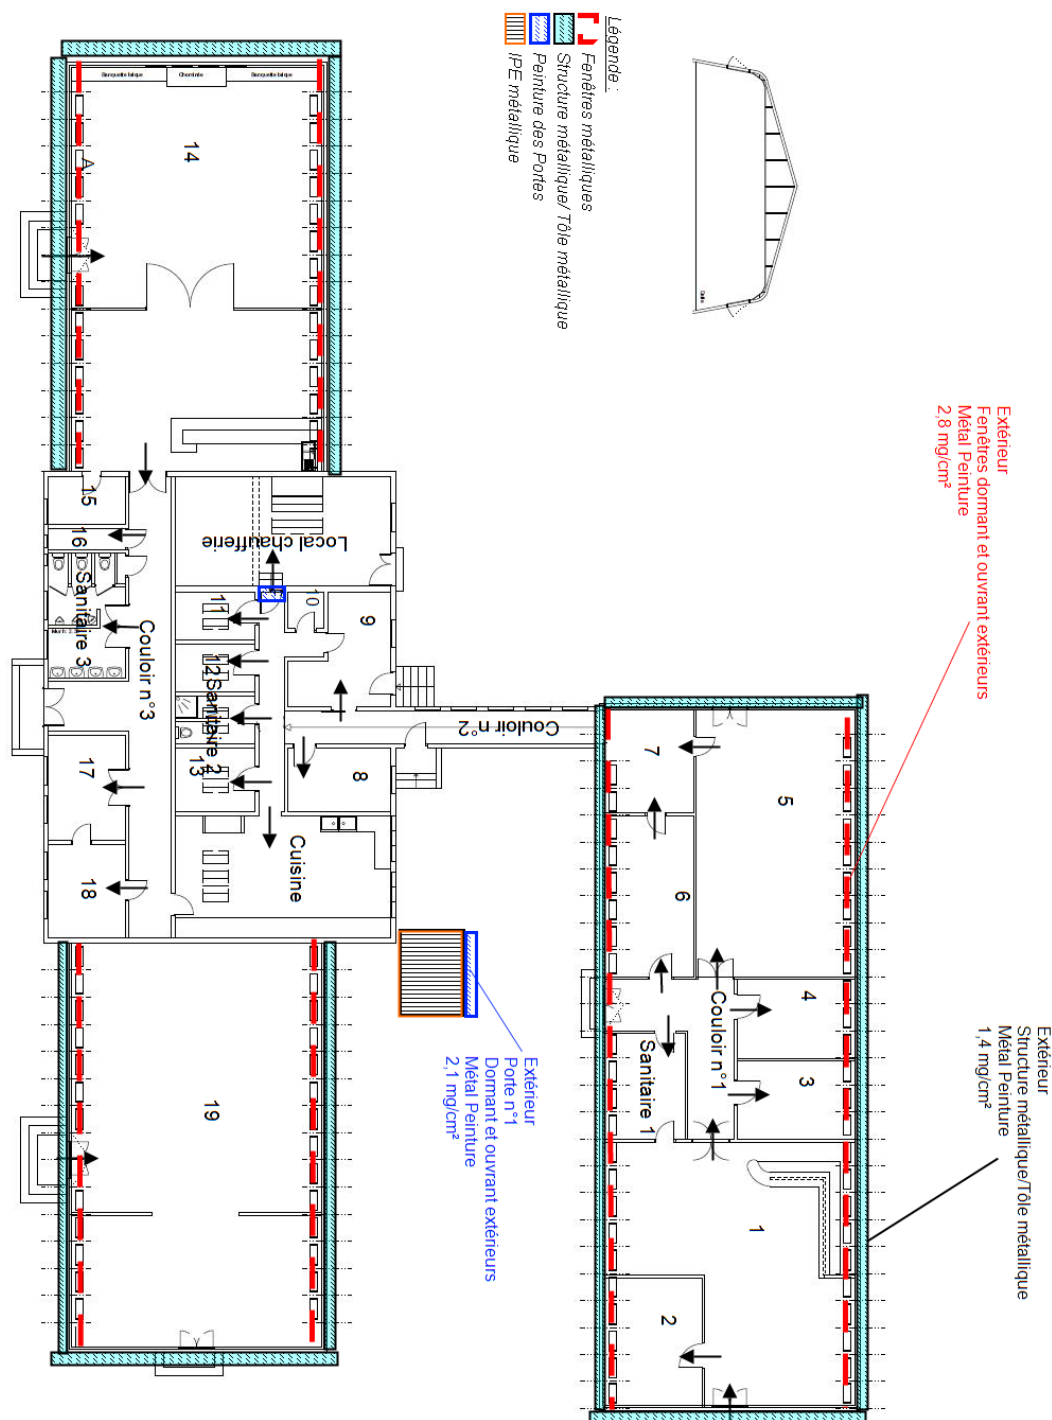 Légende :
Fenêtres métalliques
Structure métallique/ Tôle métallique
Peinture des Portes
IPE métallique
Extérieur
Fenêtres dormant et ouvrant extérieurs
Métal Peinture
2,8 mg/cm²
Extérieur
Structure métallique/Tôle métallique
Métal Peinture
1,4 mg/cm²
Extérieur
Porte n°1
Dormant et ouvrant extérieurs
Métal Peinture
2,1 mg/cm²
Banquette brique
Cheminée
Banquette brique
14
A
15
16
Sanitaire 3
Couloir n°3
17
18
19
Local chaufferie
11
12
Sanitaire 2
13
10
9
8
Couloir n°2
Cuisine
7
5
6
4
Couloir n°1
3
Sanitaire 1
1
2